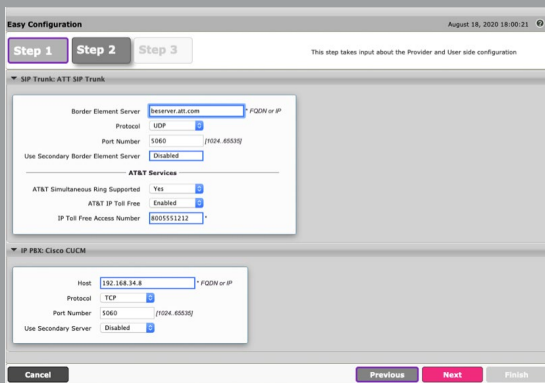 Easy Configuration August 18, 2020 18:00:21
Step 1 Step 2 Step 3 This step takes input about the Provider and User side configuration
SIP Trunk: ATT SIP Trunk
Border Element Server beserver.att.com * FQDN or IP
Protocol UDP
Port Number 5060 [1024..65535]
Use Secondary Border Element Server Disabled
AT&T Services
AT&T Simultaneous Ring Supported Yes
AT&T IP Toll Free Enabled
IP Toll Free Access Number 8005551212 *
IP PBX: Cisco CUCM
Host 192.168.34.8 * FQDN or IP
Protocol TCP
Port Number 5060 [1024..65535]
Use Secondary Server Disabled
Cancel Previous Next Finish